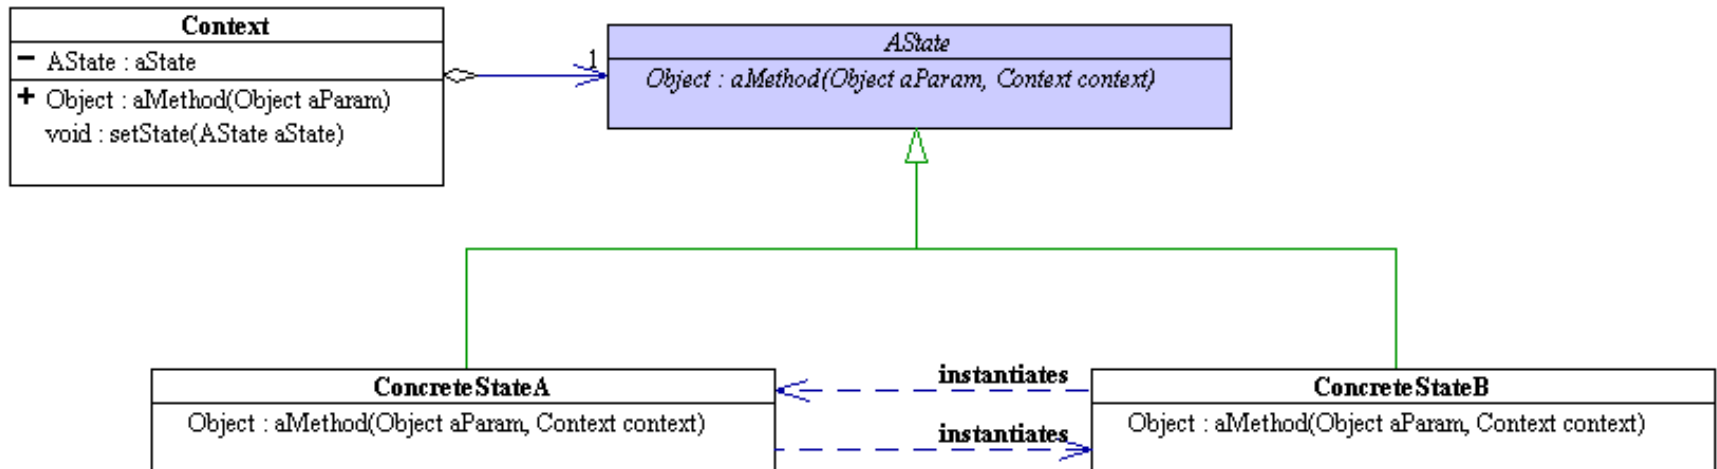 Context
− AState : aState
+ Object : aMethod(Object aParam)
void : setState(AState aState)
1
AState
Object : aMethod(Object aParam, Context context)
ConcreteStateA
Object : aMethod(Object aParam, Context context)
instantiates
instantiates
ConcreteStateB
Object : aMethod(Object aParam, Context context)